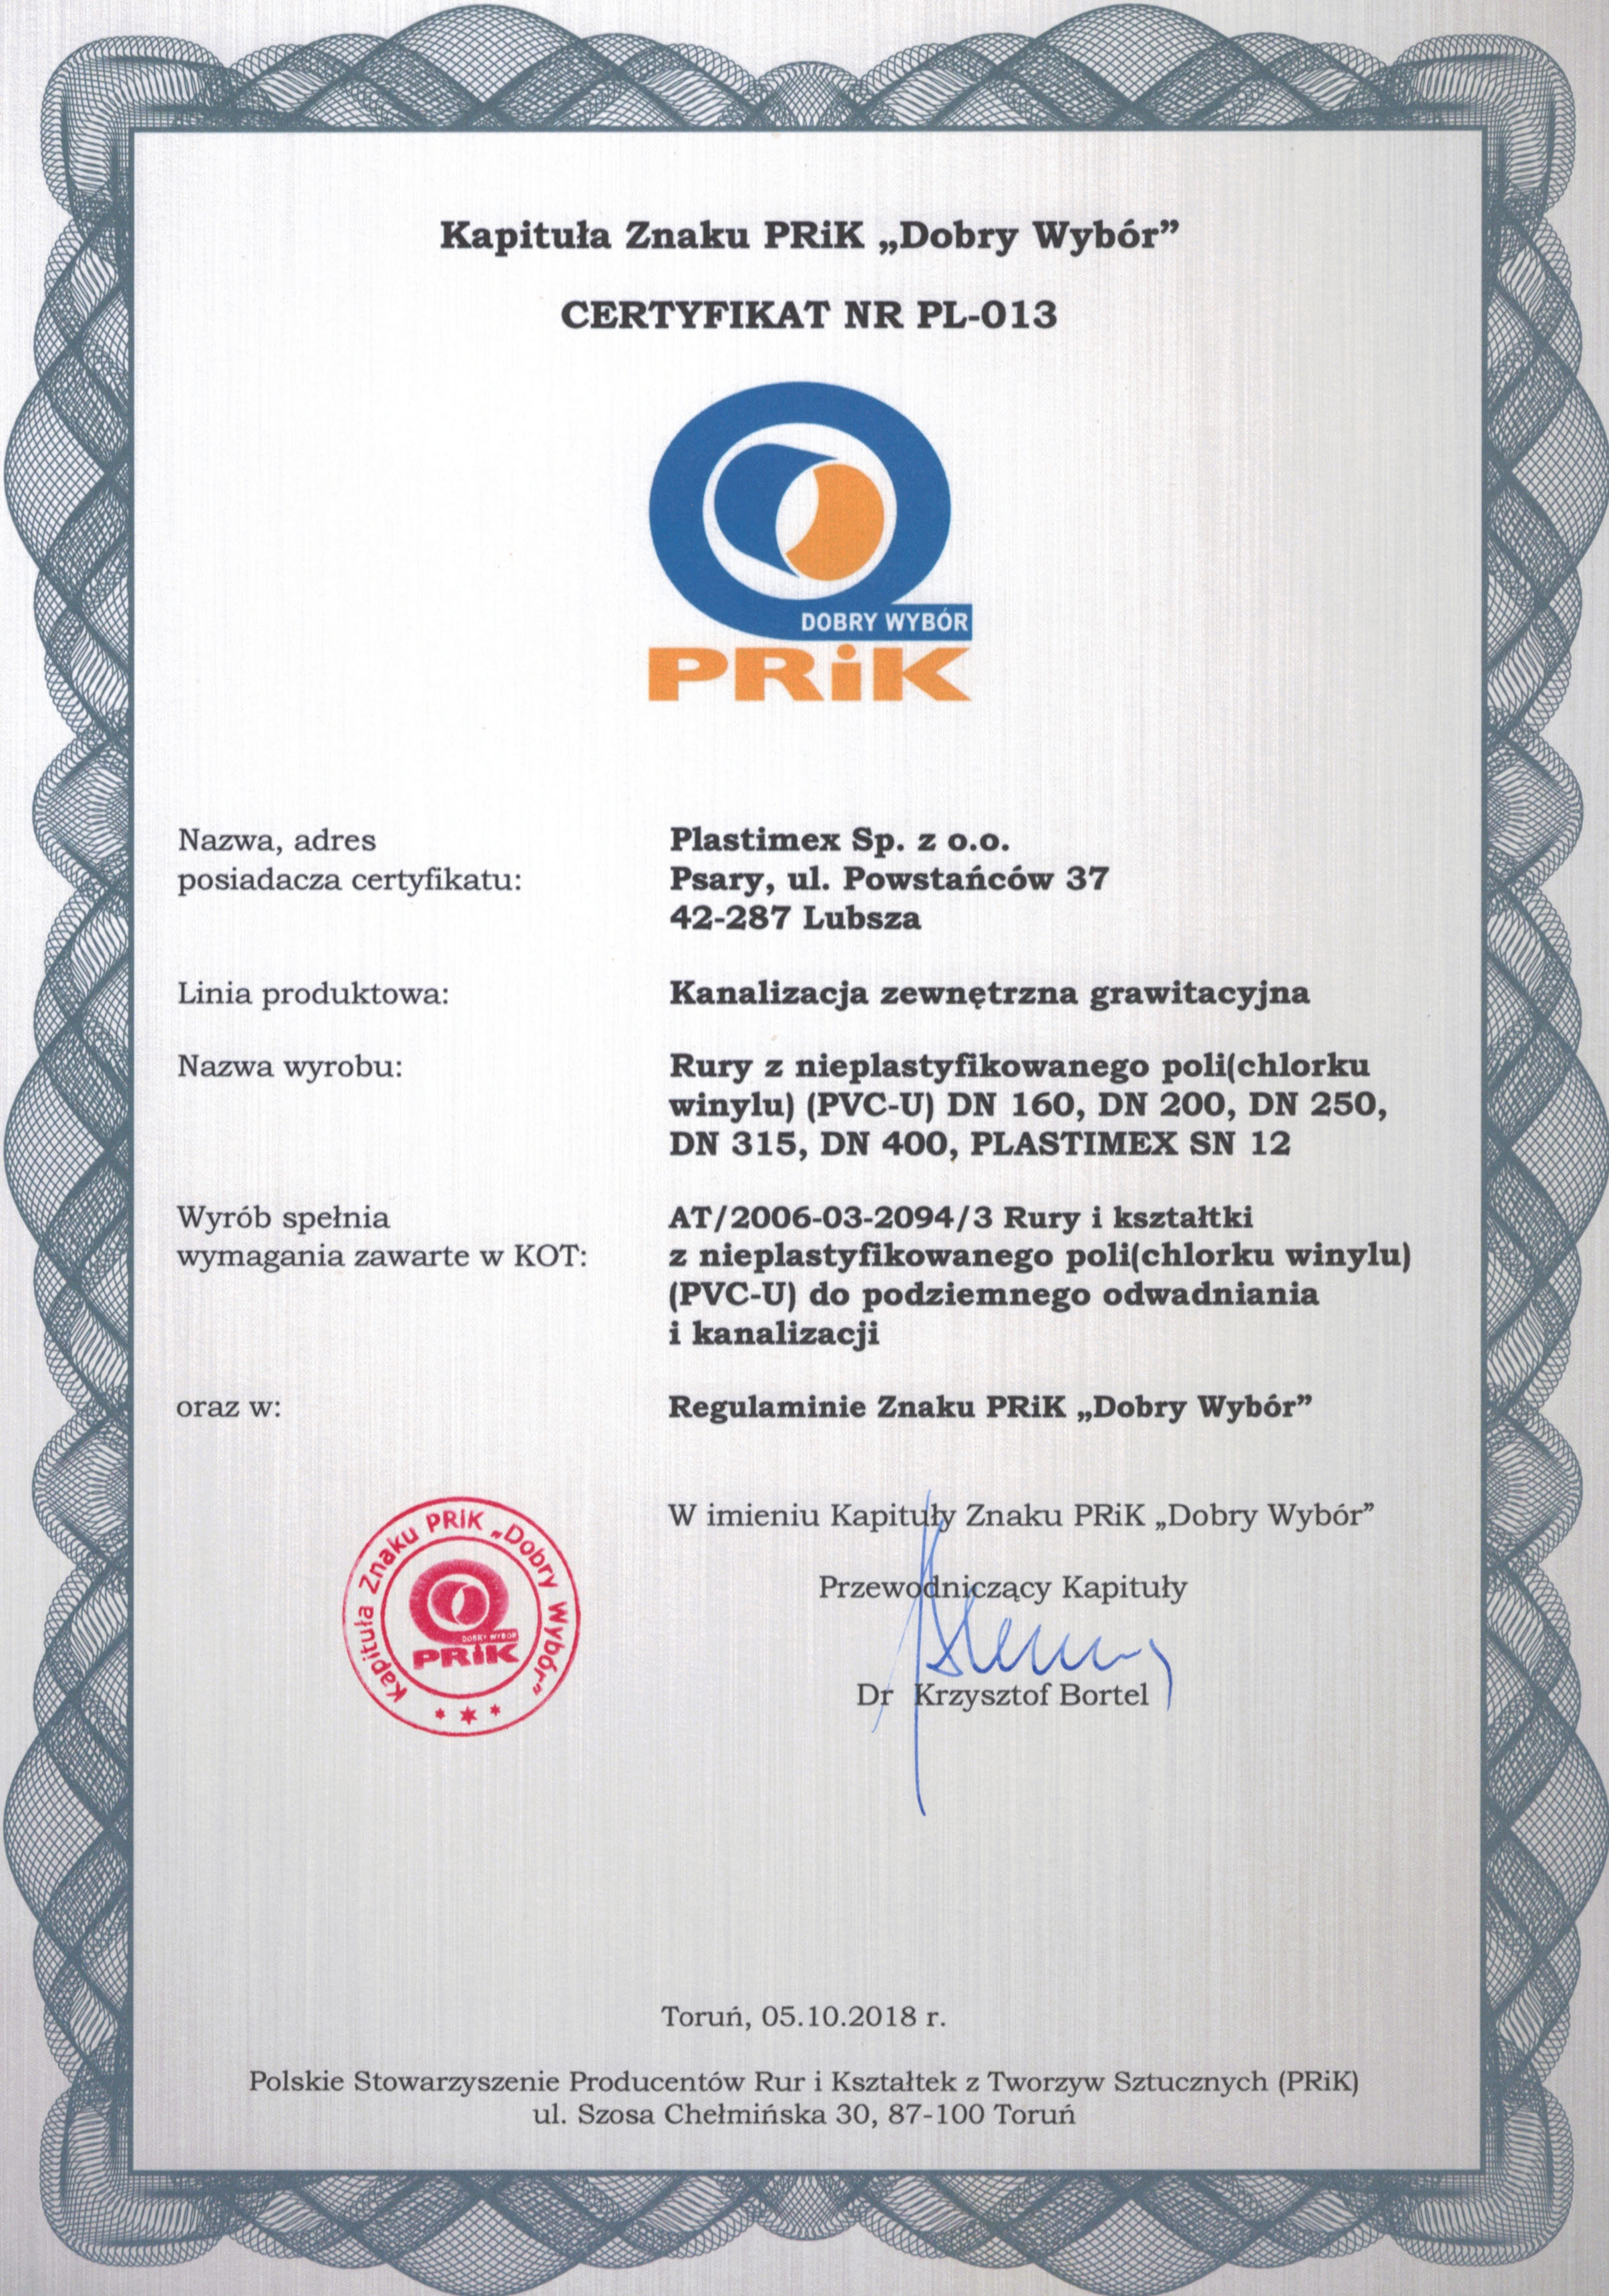 Kapituła Znaku PRiK „Dobry Wybór”
CERTYFIKAT NR PL-013
DOBRY WYBÓR
PRiK
Nazwa, adres
posiadacza certyfikatu:
Plastimex Sp. z o.o.
Psary, ul. Powstańców 37
42-287 Lubsza
Linia produktowa:
Kanalizacja zewnętrzna grawitacyjna
Nazwa wyrobu:
Rury z nieplastyfikowanego poli(chlorku
winylu) (PVC-U) DN 160, DN 200, DN 250,
DN 315, DN 400, PLASTIMEX SN 12
Wyrób spełnia
wymagania zawarte w KOT:
AT/2006-03-2094/3 Rury i kształtki
z nieplastyfikowanego poli(chlorku winylu)
(PVC-U) do podziemnego odwadniania
i kanalizacji
oraz w:
Regulaminie Znaku PRiK „Dobry Wybór”
Kapituła Znaku PRiK „Dobry Wybór”
DOBRY WYBÓR
PRiK
W imieniu Kapituły Znaku PRiK „Dobry Wybór”
Przewodniczący Kapituły
Dr Krzysztof Bortel
Toruń, 05.10.2018 r.
Polskie Stowarzyszenie Producentów Rur i Kształtek z Tworzyw Sztucznych (PRiK)
ul. Szosa Chełmińska 30, 87-100 Toruń